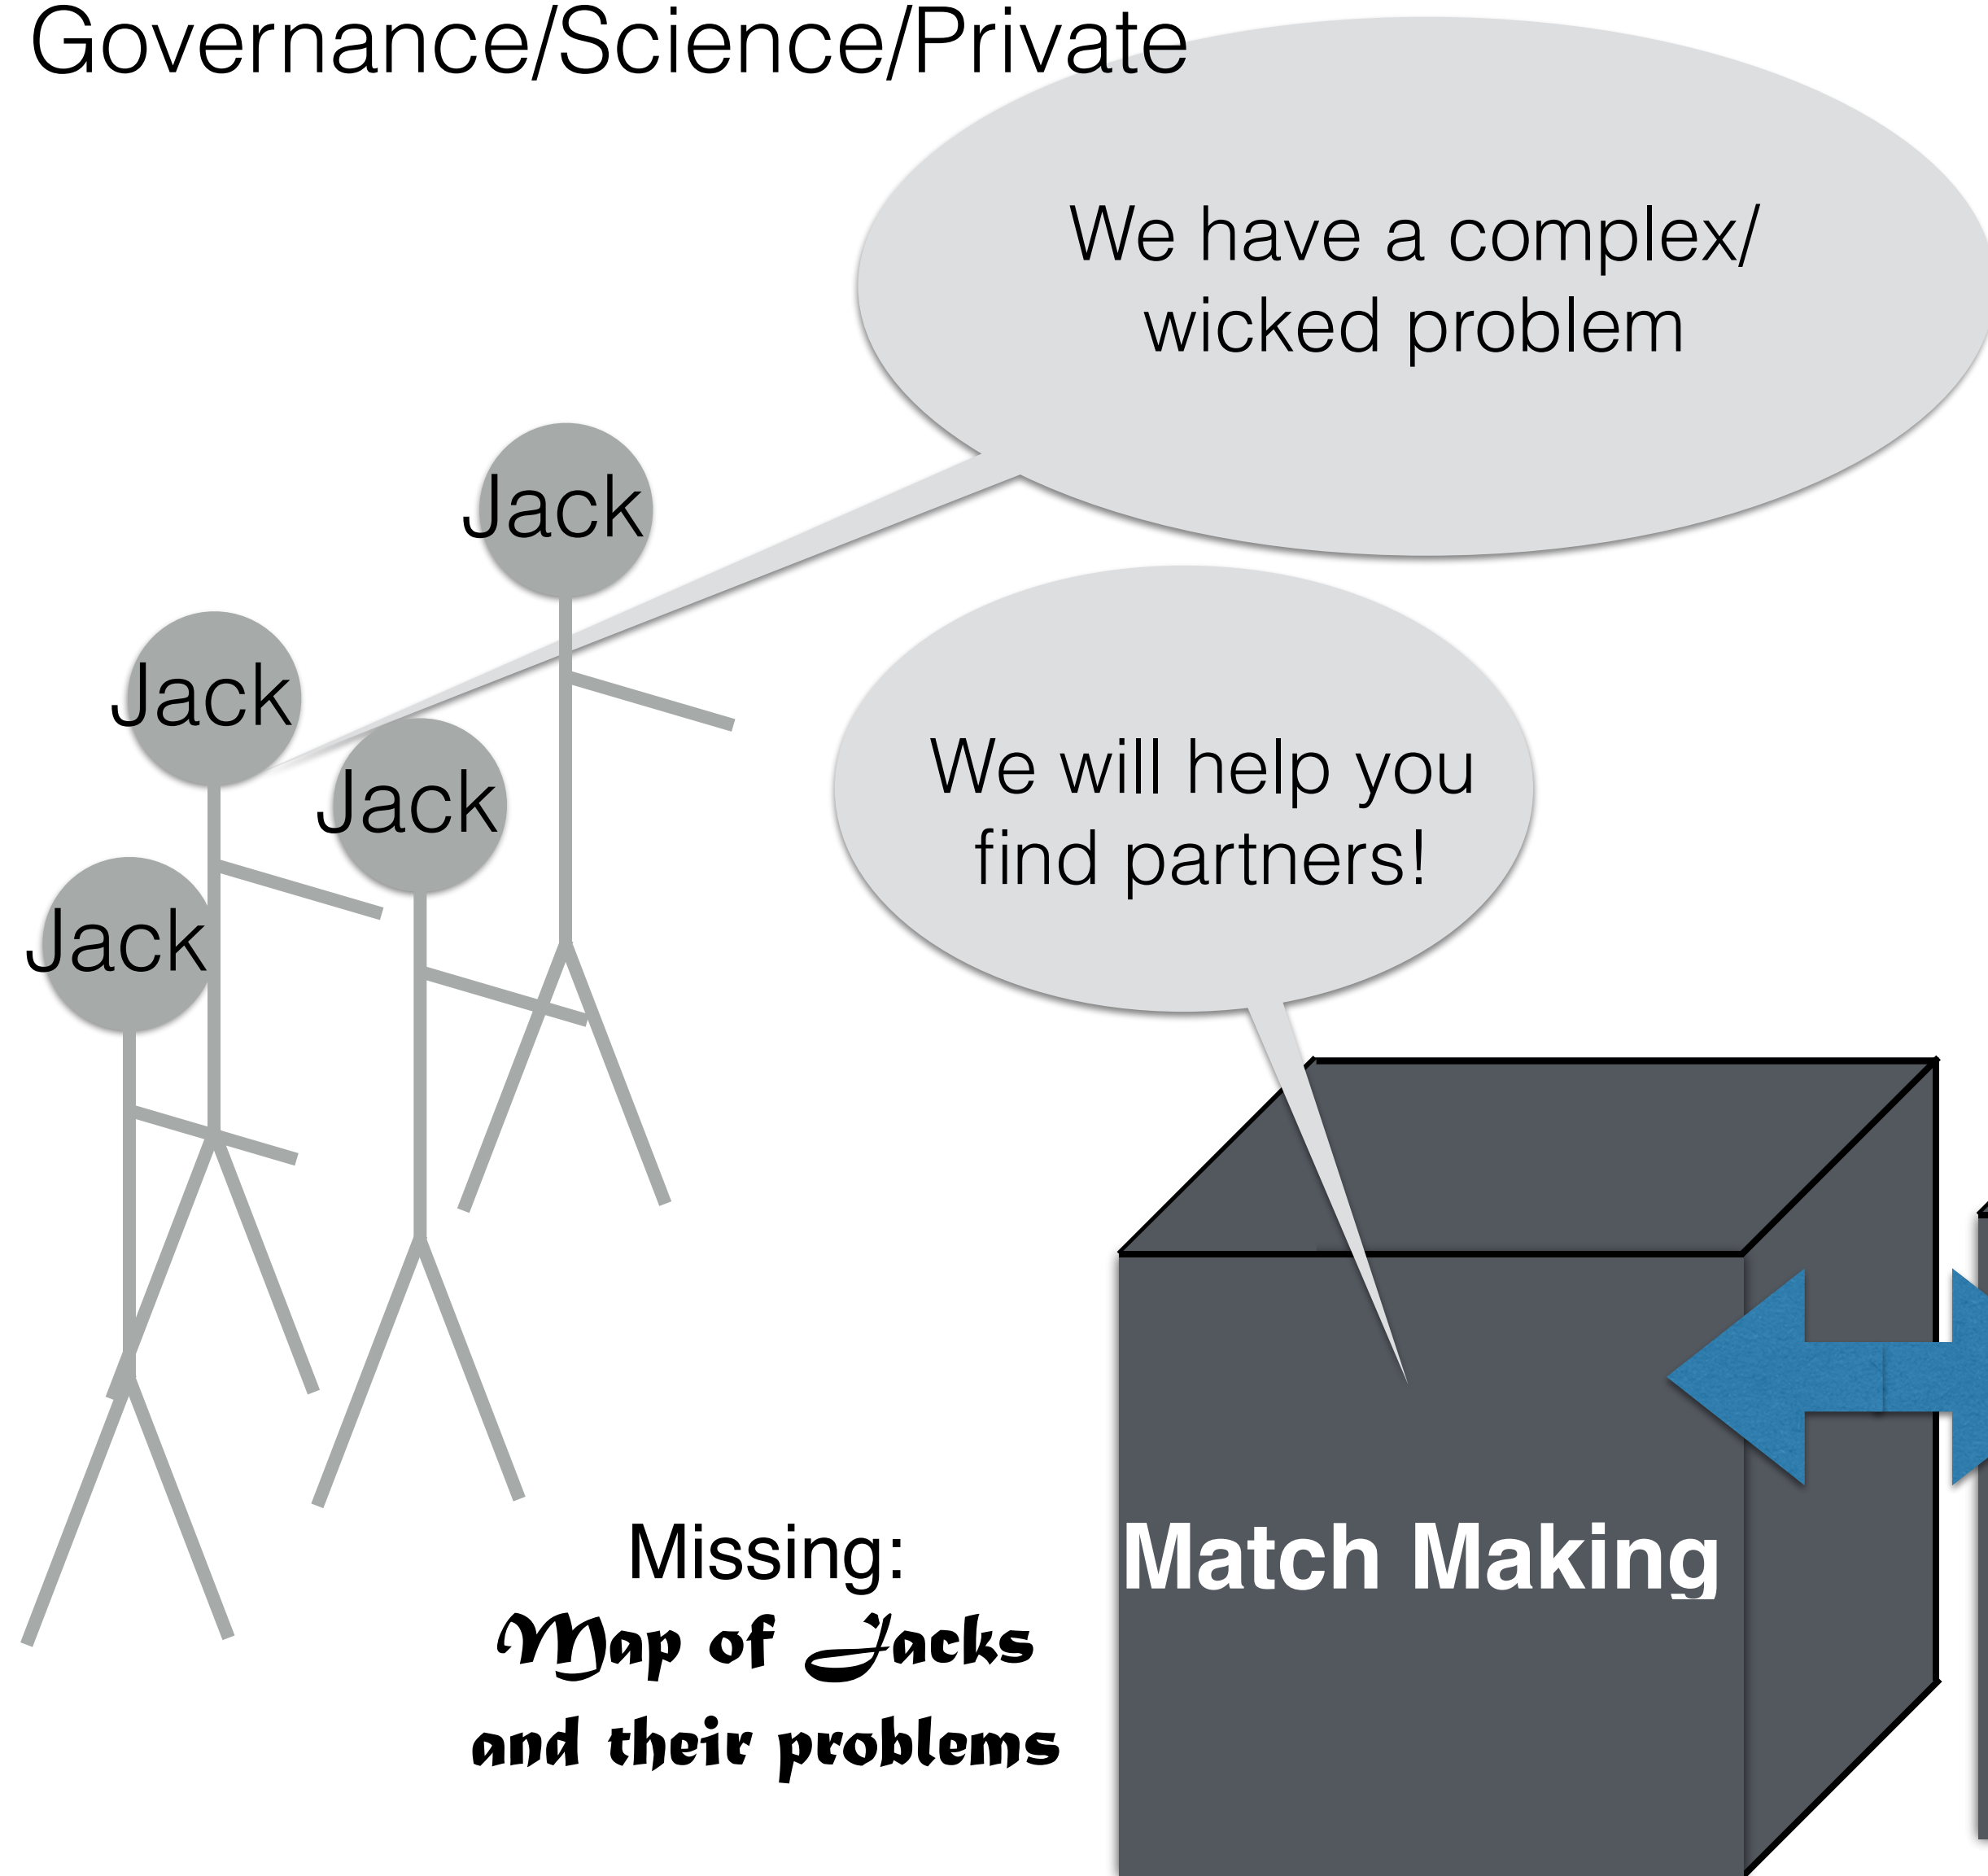 Governance/Science/Private
We have a complex/
wicked problem
Jack
Jack
Jack
Jack
We will help you
find partners!
Match Making
Missing:
Map of Jacks
and their problems